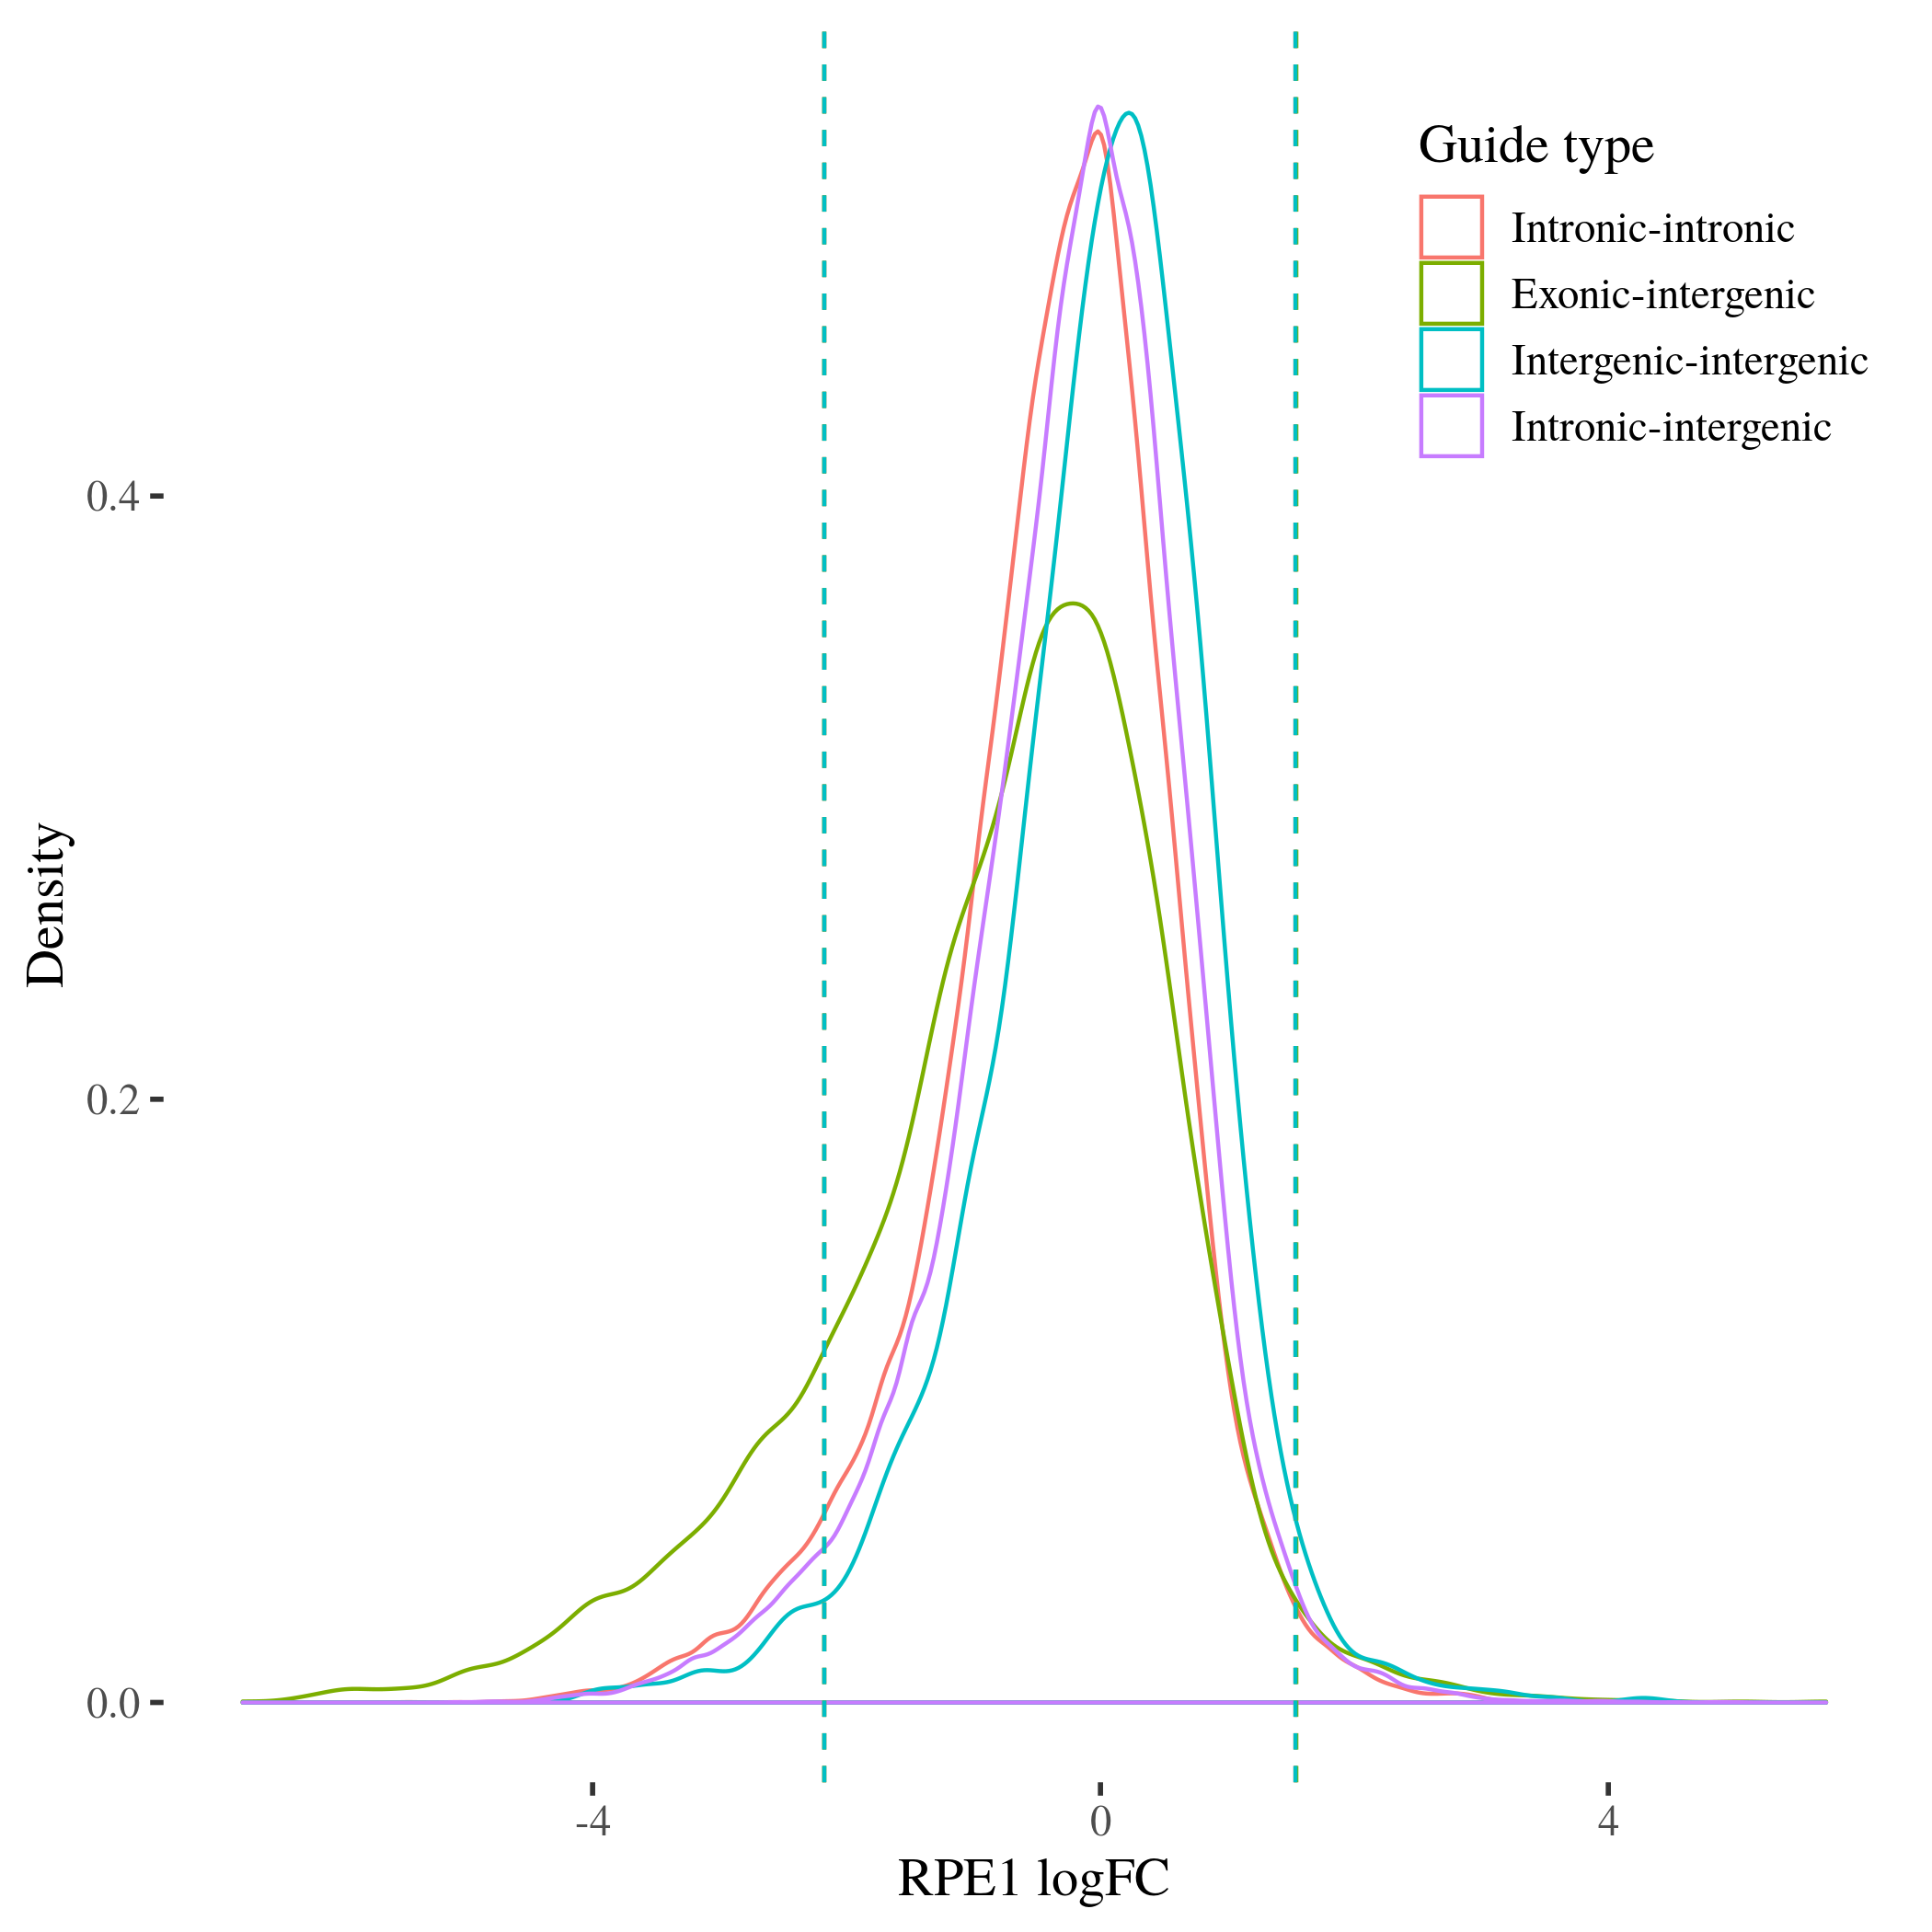 Guide type
Intronic-intronic
Exonic-intergenic
Intergenic-intergenic
Intronic-intergenic
Density
0.4
0.2
0.0
-4 0 4
RPE1 logFC